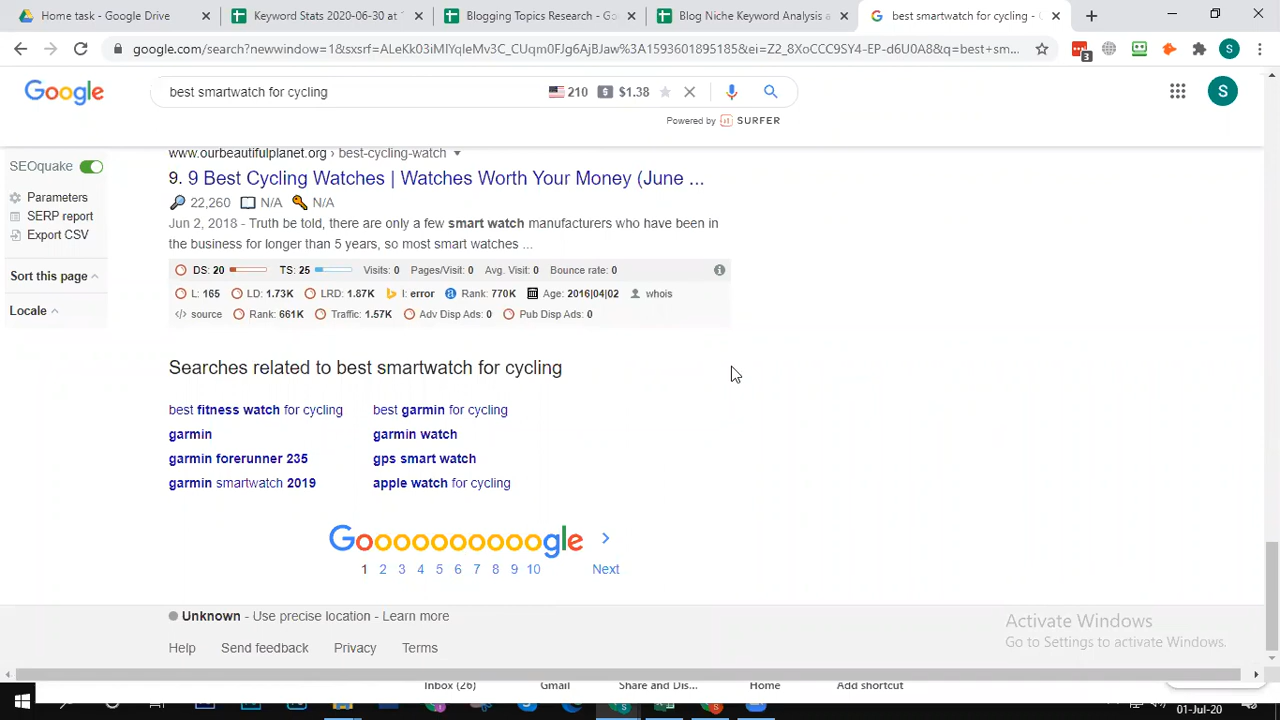 Home task - Google Drive
Keyword Stats 2020-06-30 a
Blogging Topics Research - Go
Blog Niche Keyword Analysis
best smartwatch for cycling -
google.com/search?newwindow=1&sxsrf=ALeKk03iMlYqleMv3C_CUqm0FJg6AjBJaw%3A1593601895185&ei=Z2_8XoCCC9SY4-EP-d6U0A8&q=best+sm...
3
S
Google
best smartwatch for cycling
210
$1.38
S
Powered by SURFER
SEOquake
Parameters
SERP report
Export CSV
Sort this page
Locale
www.ourbeautifulplanet.org › best-cycling-watch
9. 9 Best Cycling Watches | Watches Worth Your Money (June ...
22,260 N/A N/A
Jun 2, 2018 - Truth be told, there are only a few smart watch manufacturers who have been in
the business for longer than 5 years, so most smart watches ...
DS: 20 TS: 25 Visits: 0 Pages/Visit: 0 Avg. Visit: 0 Bounce rate: 0
L: 165 LD: 1.73K LRD: 1.87K I: error Rank: 770K Age: 2016|04|02 whois
source Rank: 661K Traffic: 1.57K Adv Disp Ads: 0 Pub Disp Ads: 0
Searches related to best smartwatch for cycling
best fitness watch for cycling
best garmin for cycling
garmin
garmin watch
garmin forerunner 235
gps smart watch
garmin smartwatch 2019
apple watch for cycling
Goooooooooogle
1 2 3 4 5 6 7 8 9 10 Next
Unknown - Use precise location - Learn more
Help Send feedback Privacy Terms
Activate Windows
Go to Settings to activate Windows.
Inbox (26) Gmail Share and Dis... Home Add shortcut
01-Jul-20